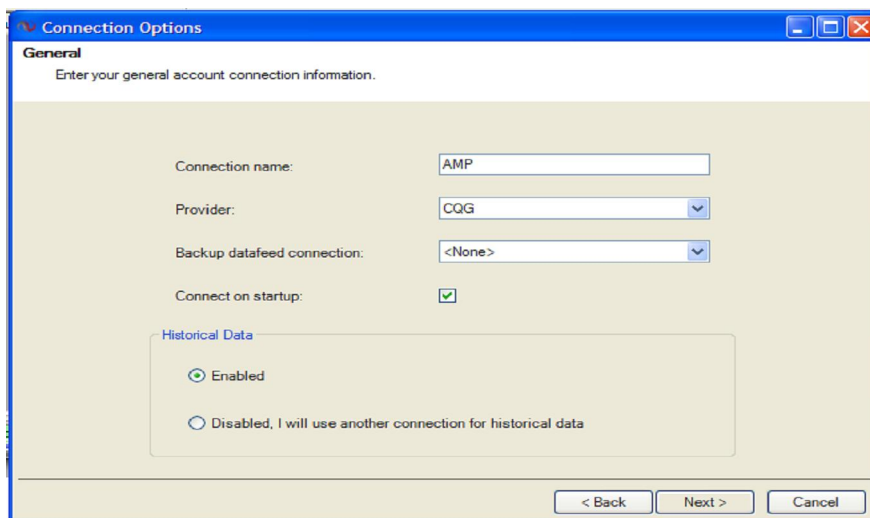 Connection Options
General
Enter your general account connection information.
Connection name: AMP
Provider: CQG
Backup datafeed connection: <None>
Connect on startup:
Historical Data
Enabled
Disabled, I will use another connection for historical data
< Back Next > Cancel